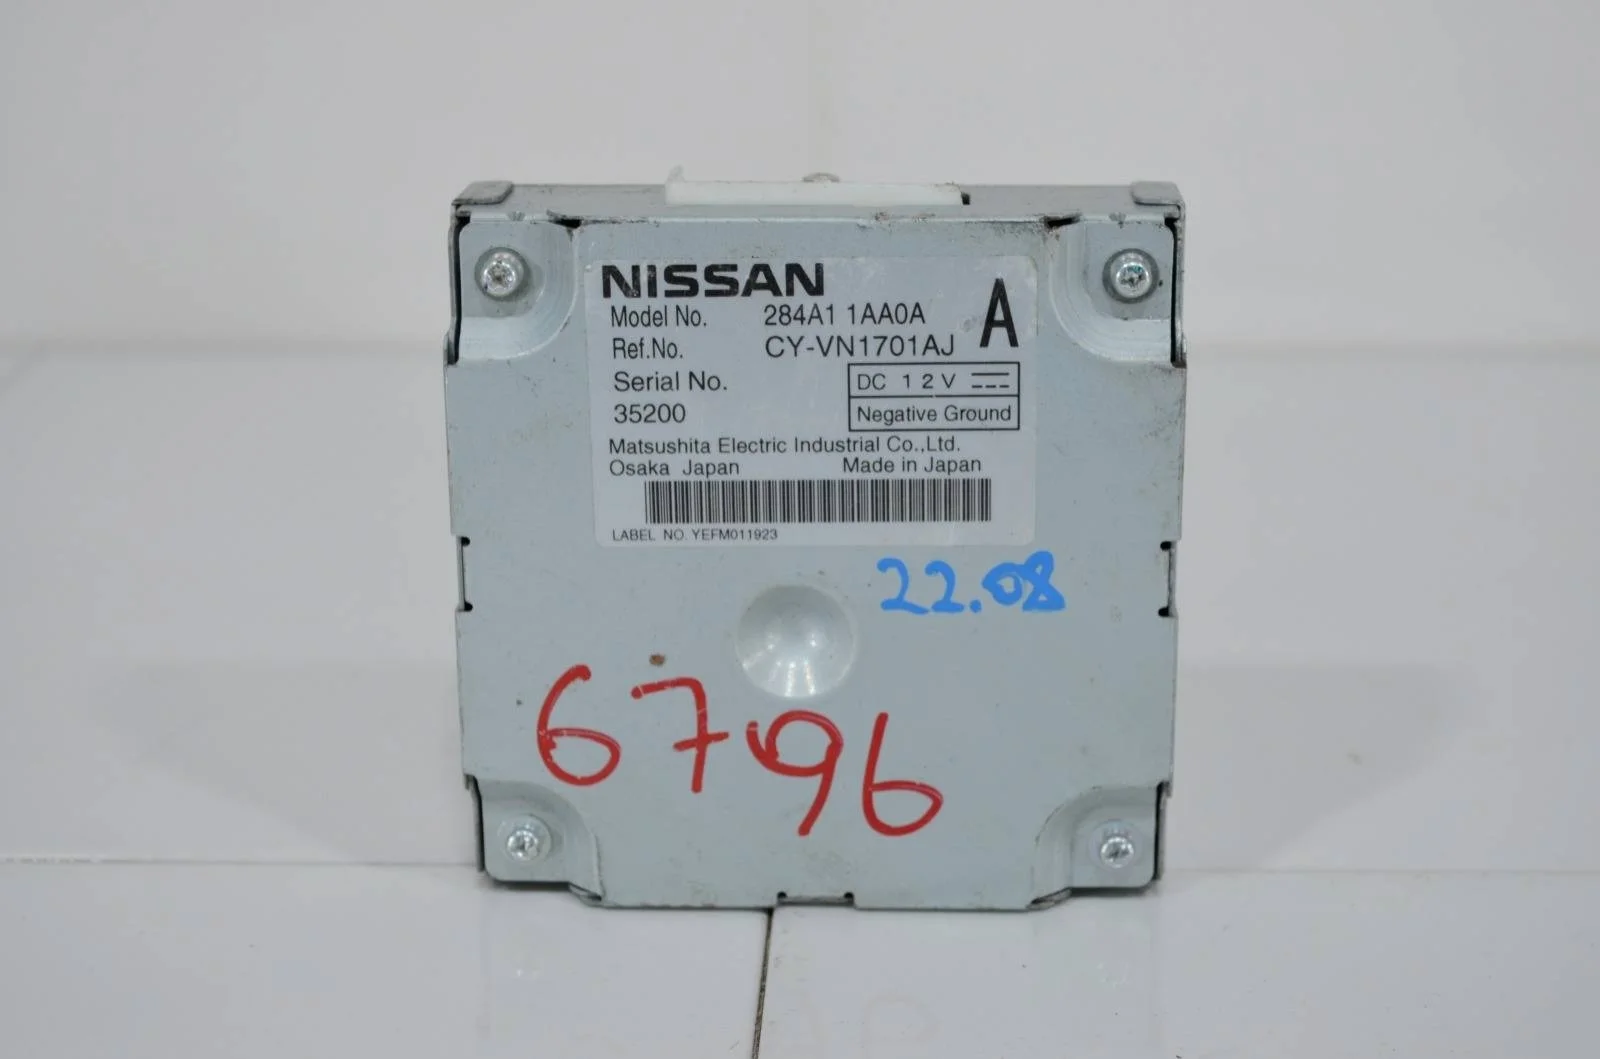 NISSAN
Model No. 284A1 1AA0A A
Ref.No. CY-VN1701AJ
Serial No. DC 12V
35200 Negative Ground
Matsushita Electric Industrial Co.,Ltd.
Osaka Japan Made in Japan
LABEL NO. YEFM011923
22.08
6796